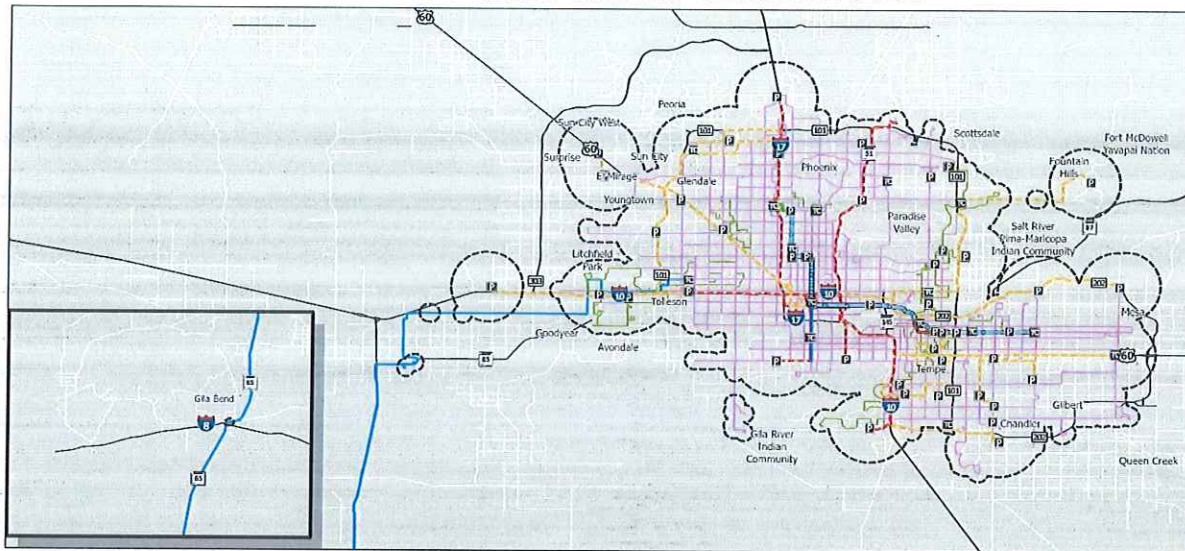 60
Peoria
Sun City West
101
101
Scottsdale
Fort McDowell
Yavapai Nation
17
51
60
Surprise
Sun City
Phoenix
101
Fountain
Hills
El Mirage
Glendale
Youngtown
Paradise
Valley
Salt River
Pima-Maricopa
Indian Community
87
Litchfield
Park
101
303
10
Tolleson
10
202
Mesa
17
202
Goodyear
Avondale
60
Tempe
101
10
Gilbert
Chandler
202
Gila River
Indian
Community
Queen Creek
85
Gila Bend
8
85